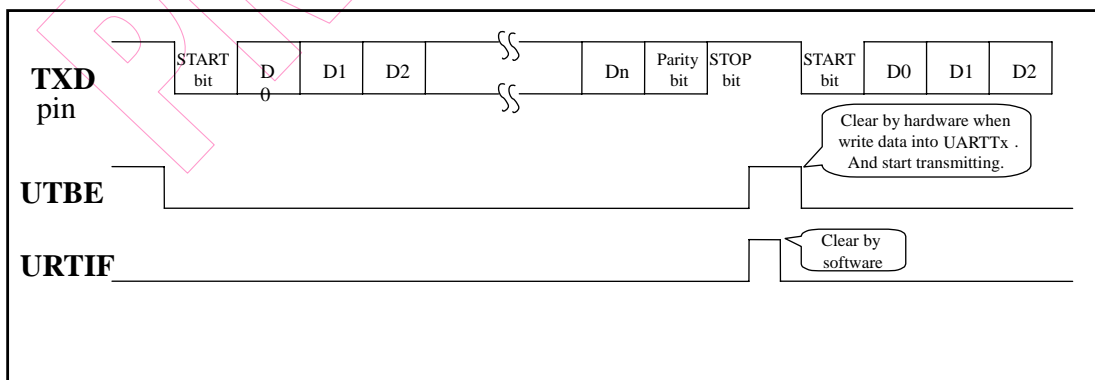 TXD
pin
START
bit
D
0
D1
D2
Dn
Parity
bit
STOP
bit
START
bit
D0
D1
D2
Clear by hardware when
write data into UARTTx .
And start transmitting.
UTBE
URTIF
Clear by
software